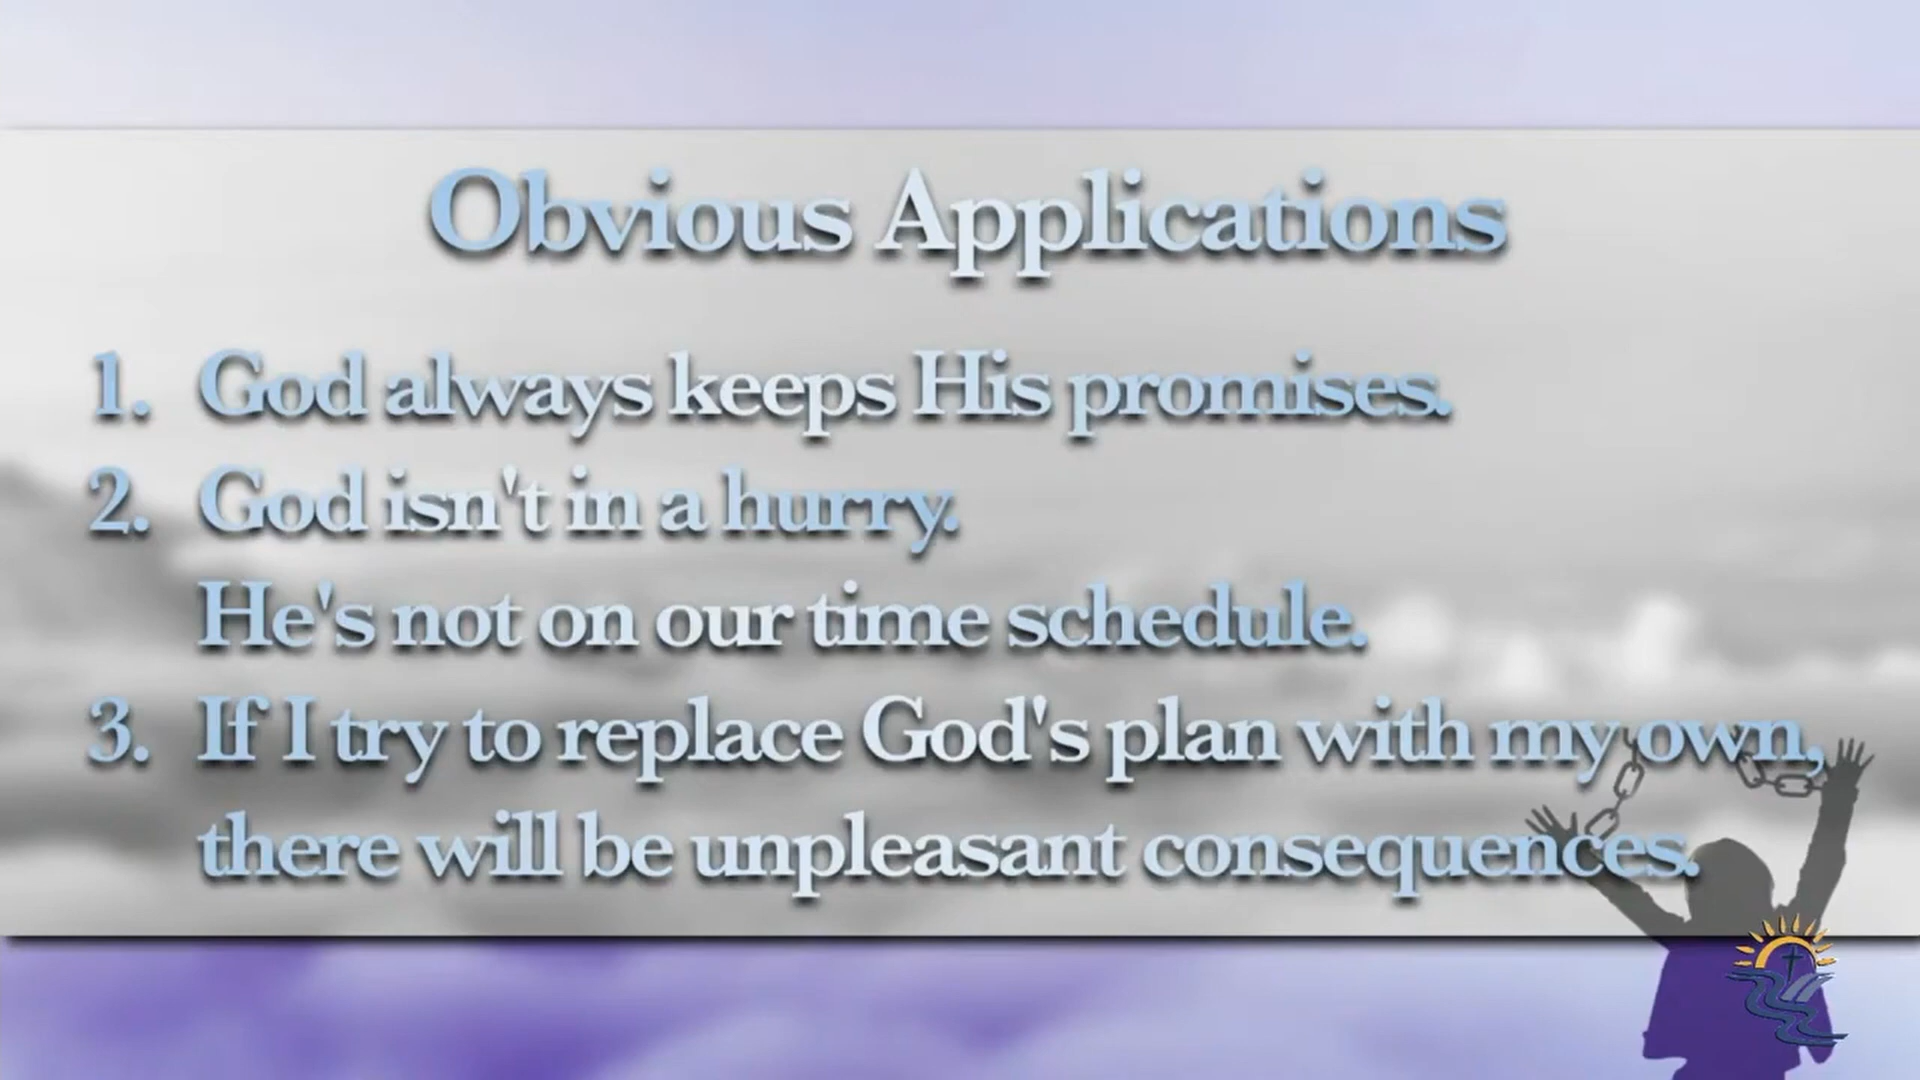 Obvious Applications
1. God always keeps His promises.
2. God isn't in a hurry.
He's not on our time schedule.
3. If I try to replace God's plan with my own,
there will be unpleasant consequences.